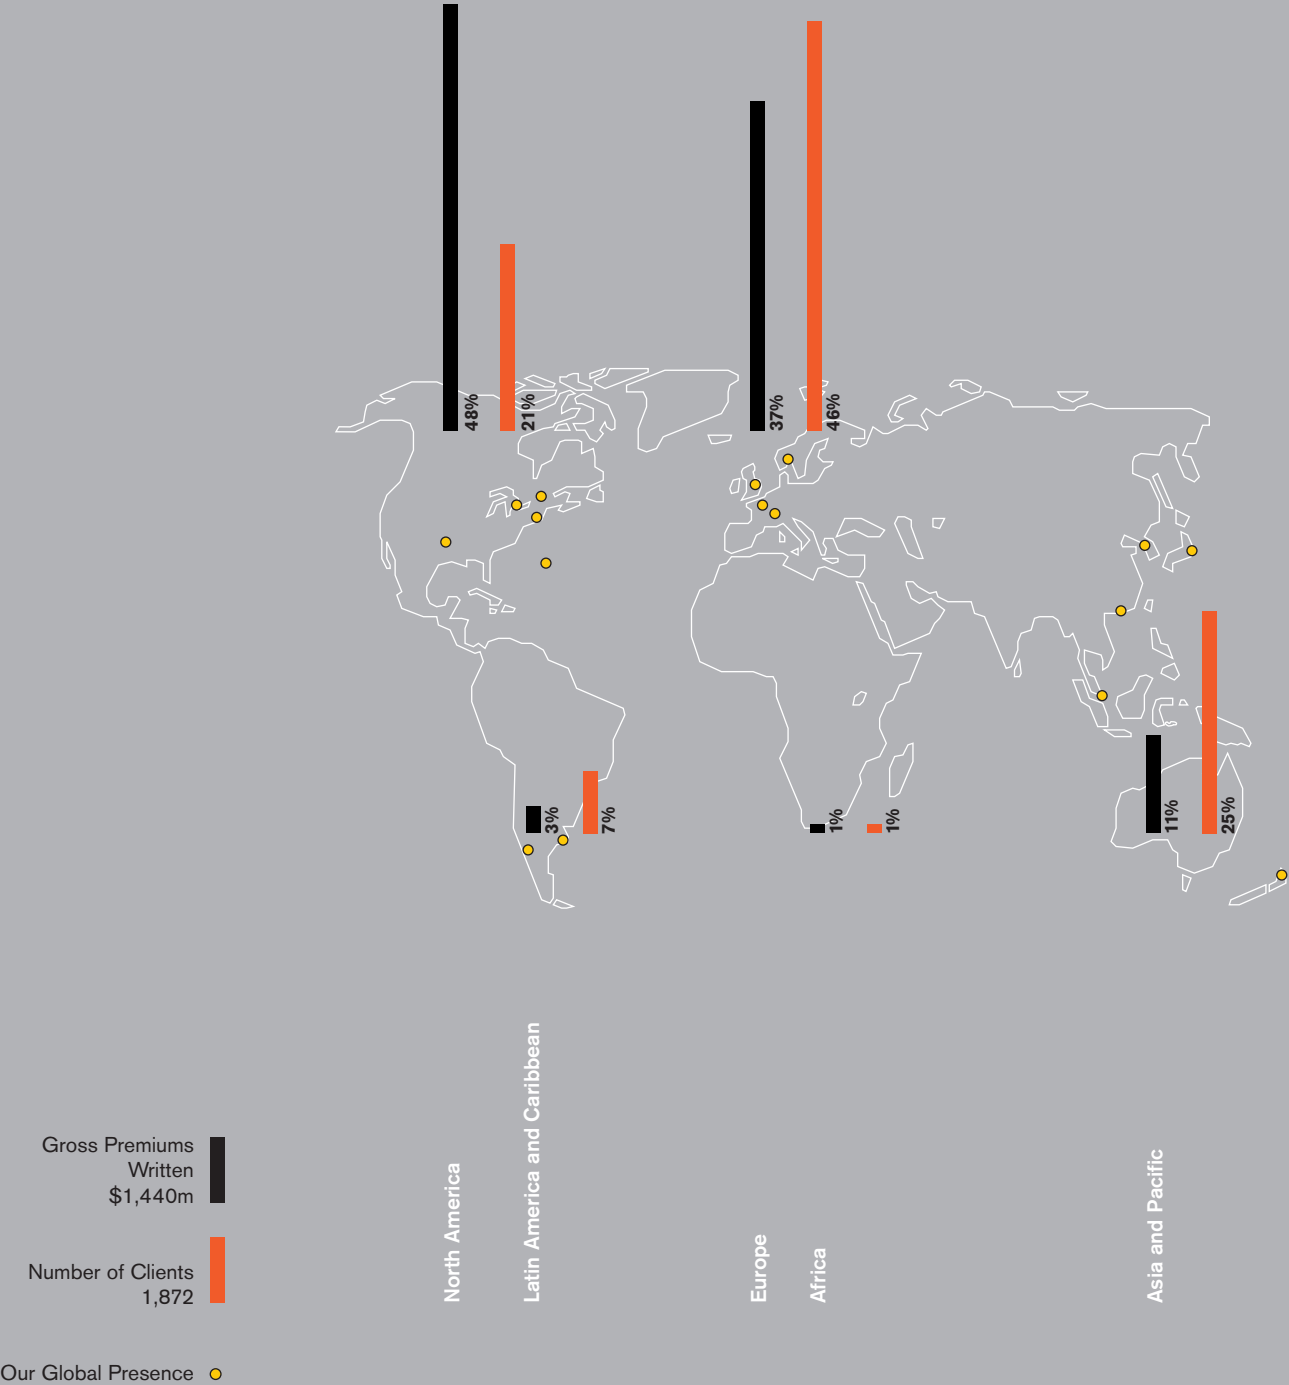 48%
21%
37%
46%
3%
7%
1%
1%
11%
25%
North America
Latin America and Caribbean
Europe
Africa
Asia and Pacific
Gross Premiums
Written
$1,440m
Number of Clients
1,872
Our Global Presence